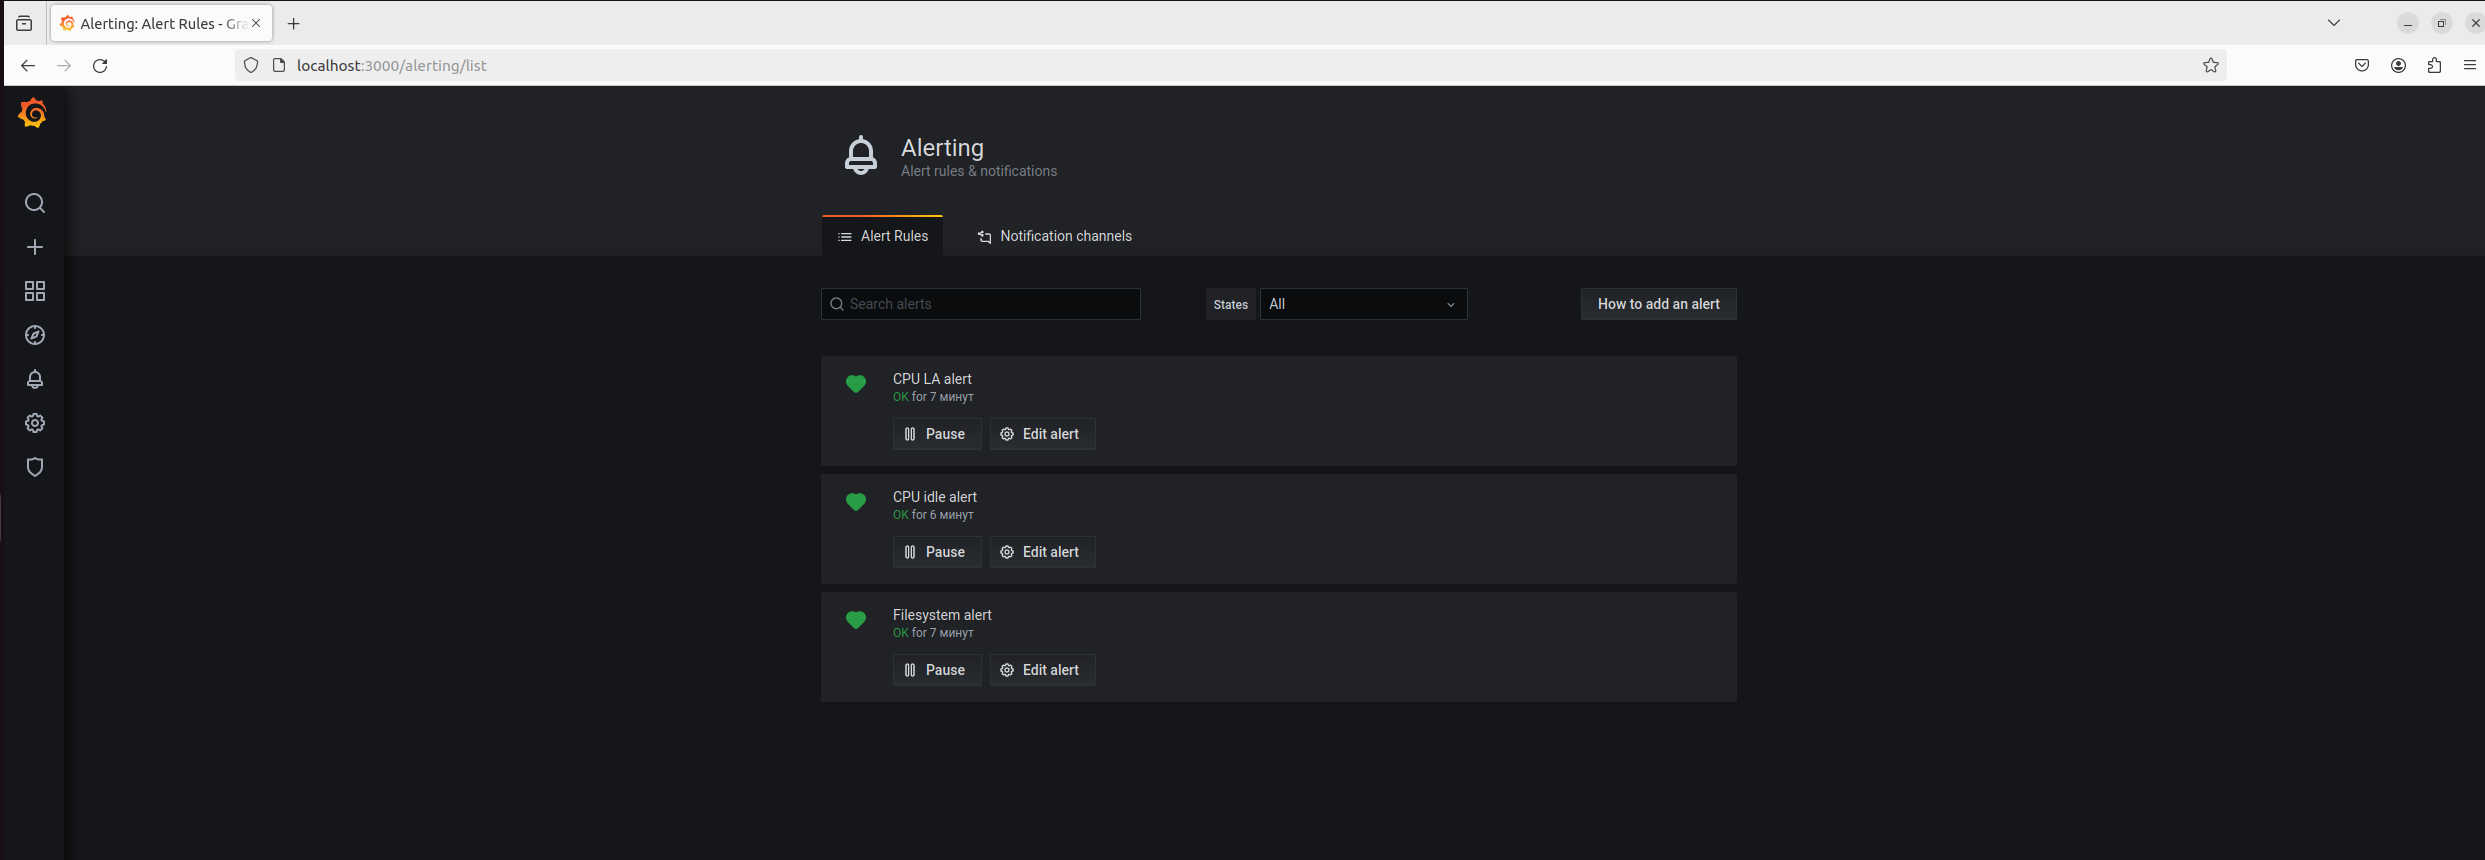 Alerting: Alert Rules - Gra
localhost:3000/alerting/list
Alerting
Alert rules & notifications
Alert Rules
Notification channels
Search alerts
States
All
How to add an alert
CPU LA alert
OK for 7 минут
Pause
Edit alert
CPU idle alert
OK for 6 минут
Pause
Edit alert
Filesystem alert
OK for 7 минут
Pause
Edit alert